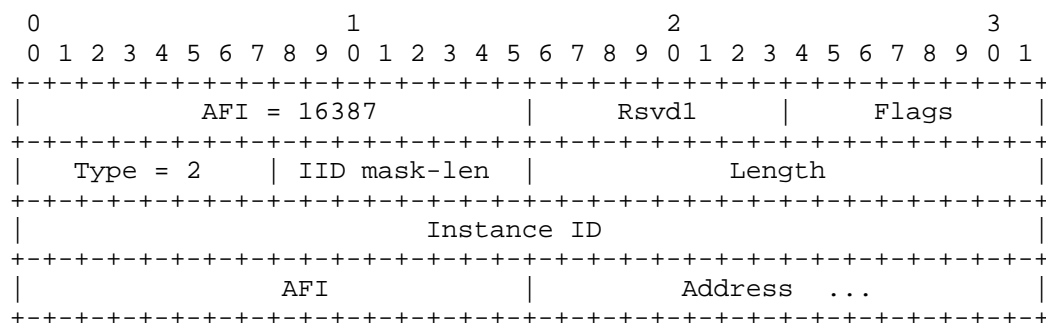 0                   1                   2                   3
 0 1 2 3 4 5 6 7 8 9 0 1 2 3 4 5 6 7 8 9 0 1 2 3 4 5 6 7 8 9 0 1
+-+-+-+-+-+-+-+-+-+-+-+-+-+-+-+-+-+-+-+-+-+-+-+-+-+-+-+-+-+-+-+-+
|           AFI = 16387         |     Rsvd1     |     Flags     |
+-+-+-+-+-+-+-+-+-+-+-+-+-+-+-+-+-+-+-+-+-+-+-+-+-+-+-+-+-+-+-+-+
|   Type = 2    | IID mask-len  |            Length             |
+-+-+-+-+-+-+-+-+-+-+-+-+-+-+-+-+-+-+-+-+-+-+-+-+-+-+-+-+-+-+-+-+
|                         Instance ID                           |
+-+-+-+-+-+-+-+-+-+-+-+-+-+-+-+-+-+-+-+-+-+-+-+-+-+-+-+-+-+-+-+-+
|              AFI              |         Address  ...          |
+-+-+-+-+-+-+-+-+-+-+-+-+-+-+-+-+-+-+-+-+-+-+-+-+-+-+-+-+-+-+-+-+